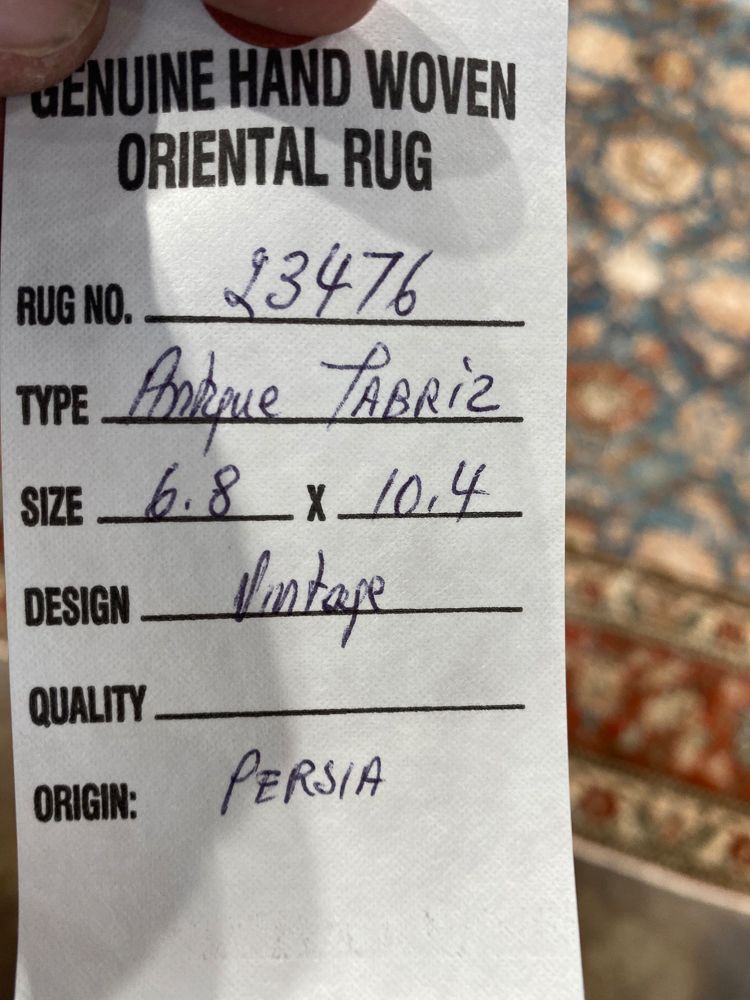 GENUINE HAND WOVEN
ORIENTAL RUG
RUG NO. 23476
TYPE Antique TABRiZ
SIZE 6.8 X 10.4
DESIGN Vintage
QUALITY
ORIGIN: PERSIA